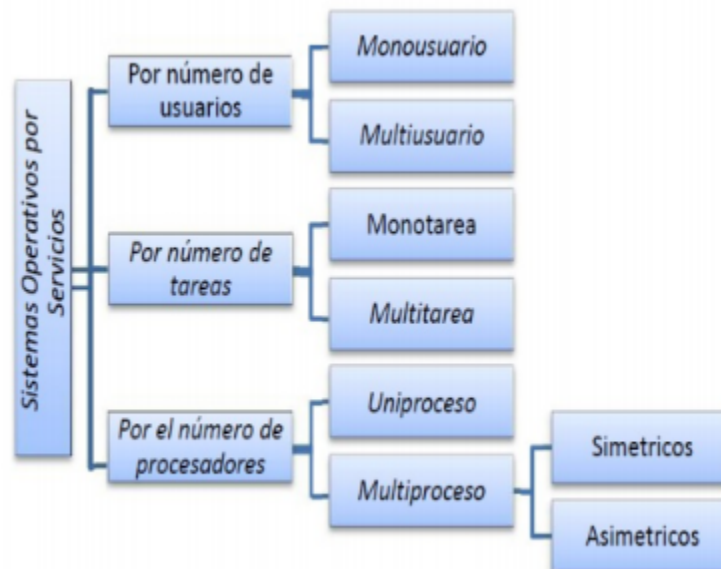 Sistemas Operativos por
Servicios
Por número de
usuarios
Monousuario
Multiusuario
Por número de
tareas
Monotarea
Multitarea
Por el número de
procesadores
Uniproceso
Multiproceso
Simetricos
Asimetricos